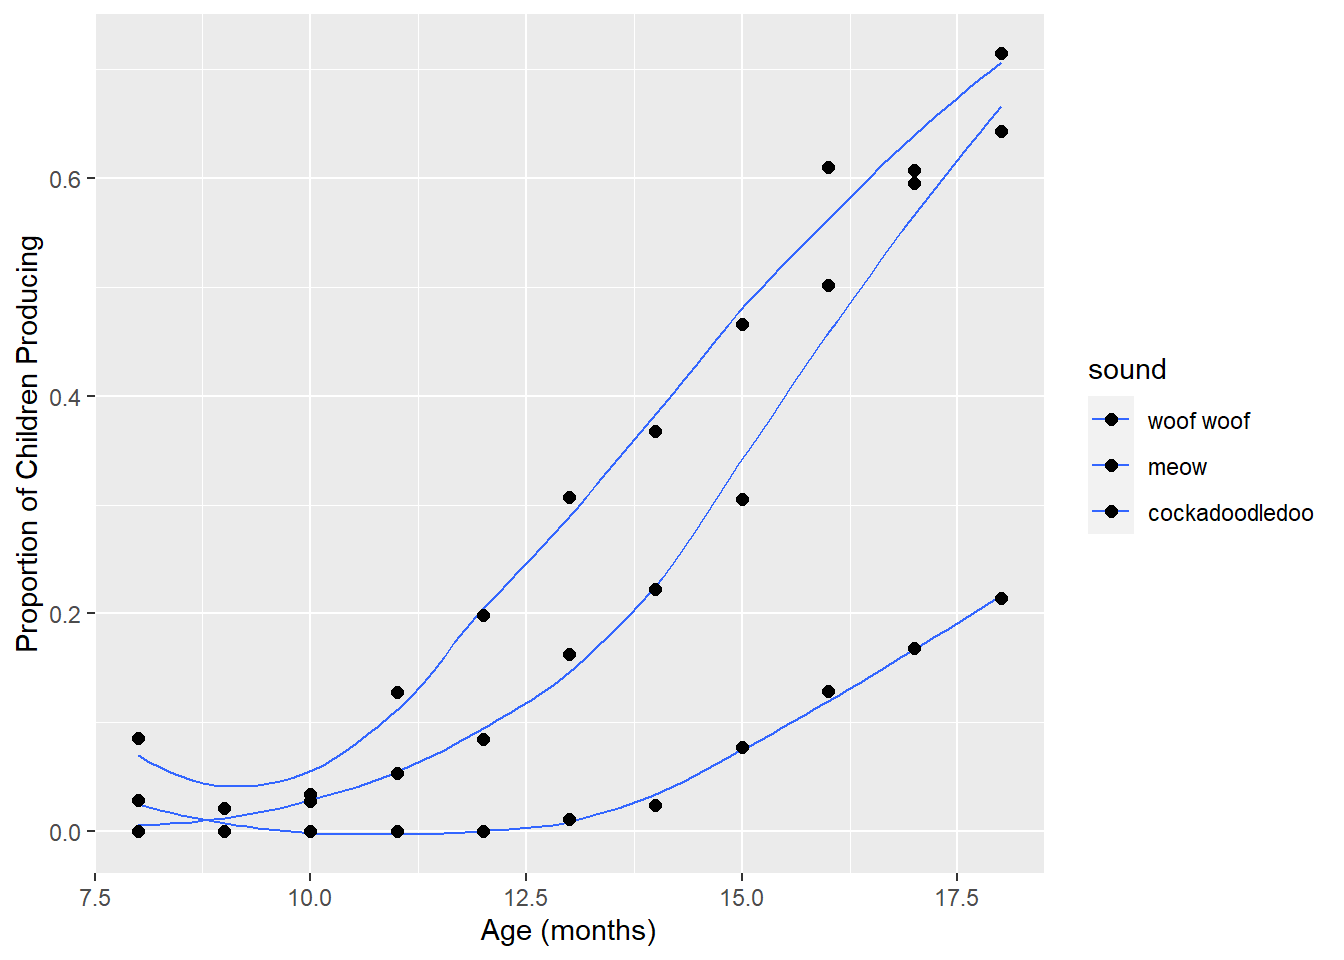 Proportion of Children Producing
0.6
0.4
0.2
0.0
7.5 10.0 12.5 15.0 17.5
Age (months)
sound
woof woof
meow
cockadoodledoo